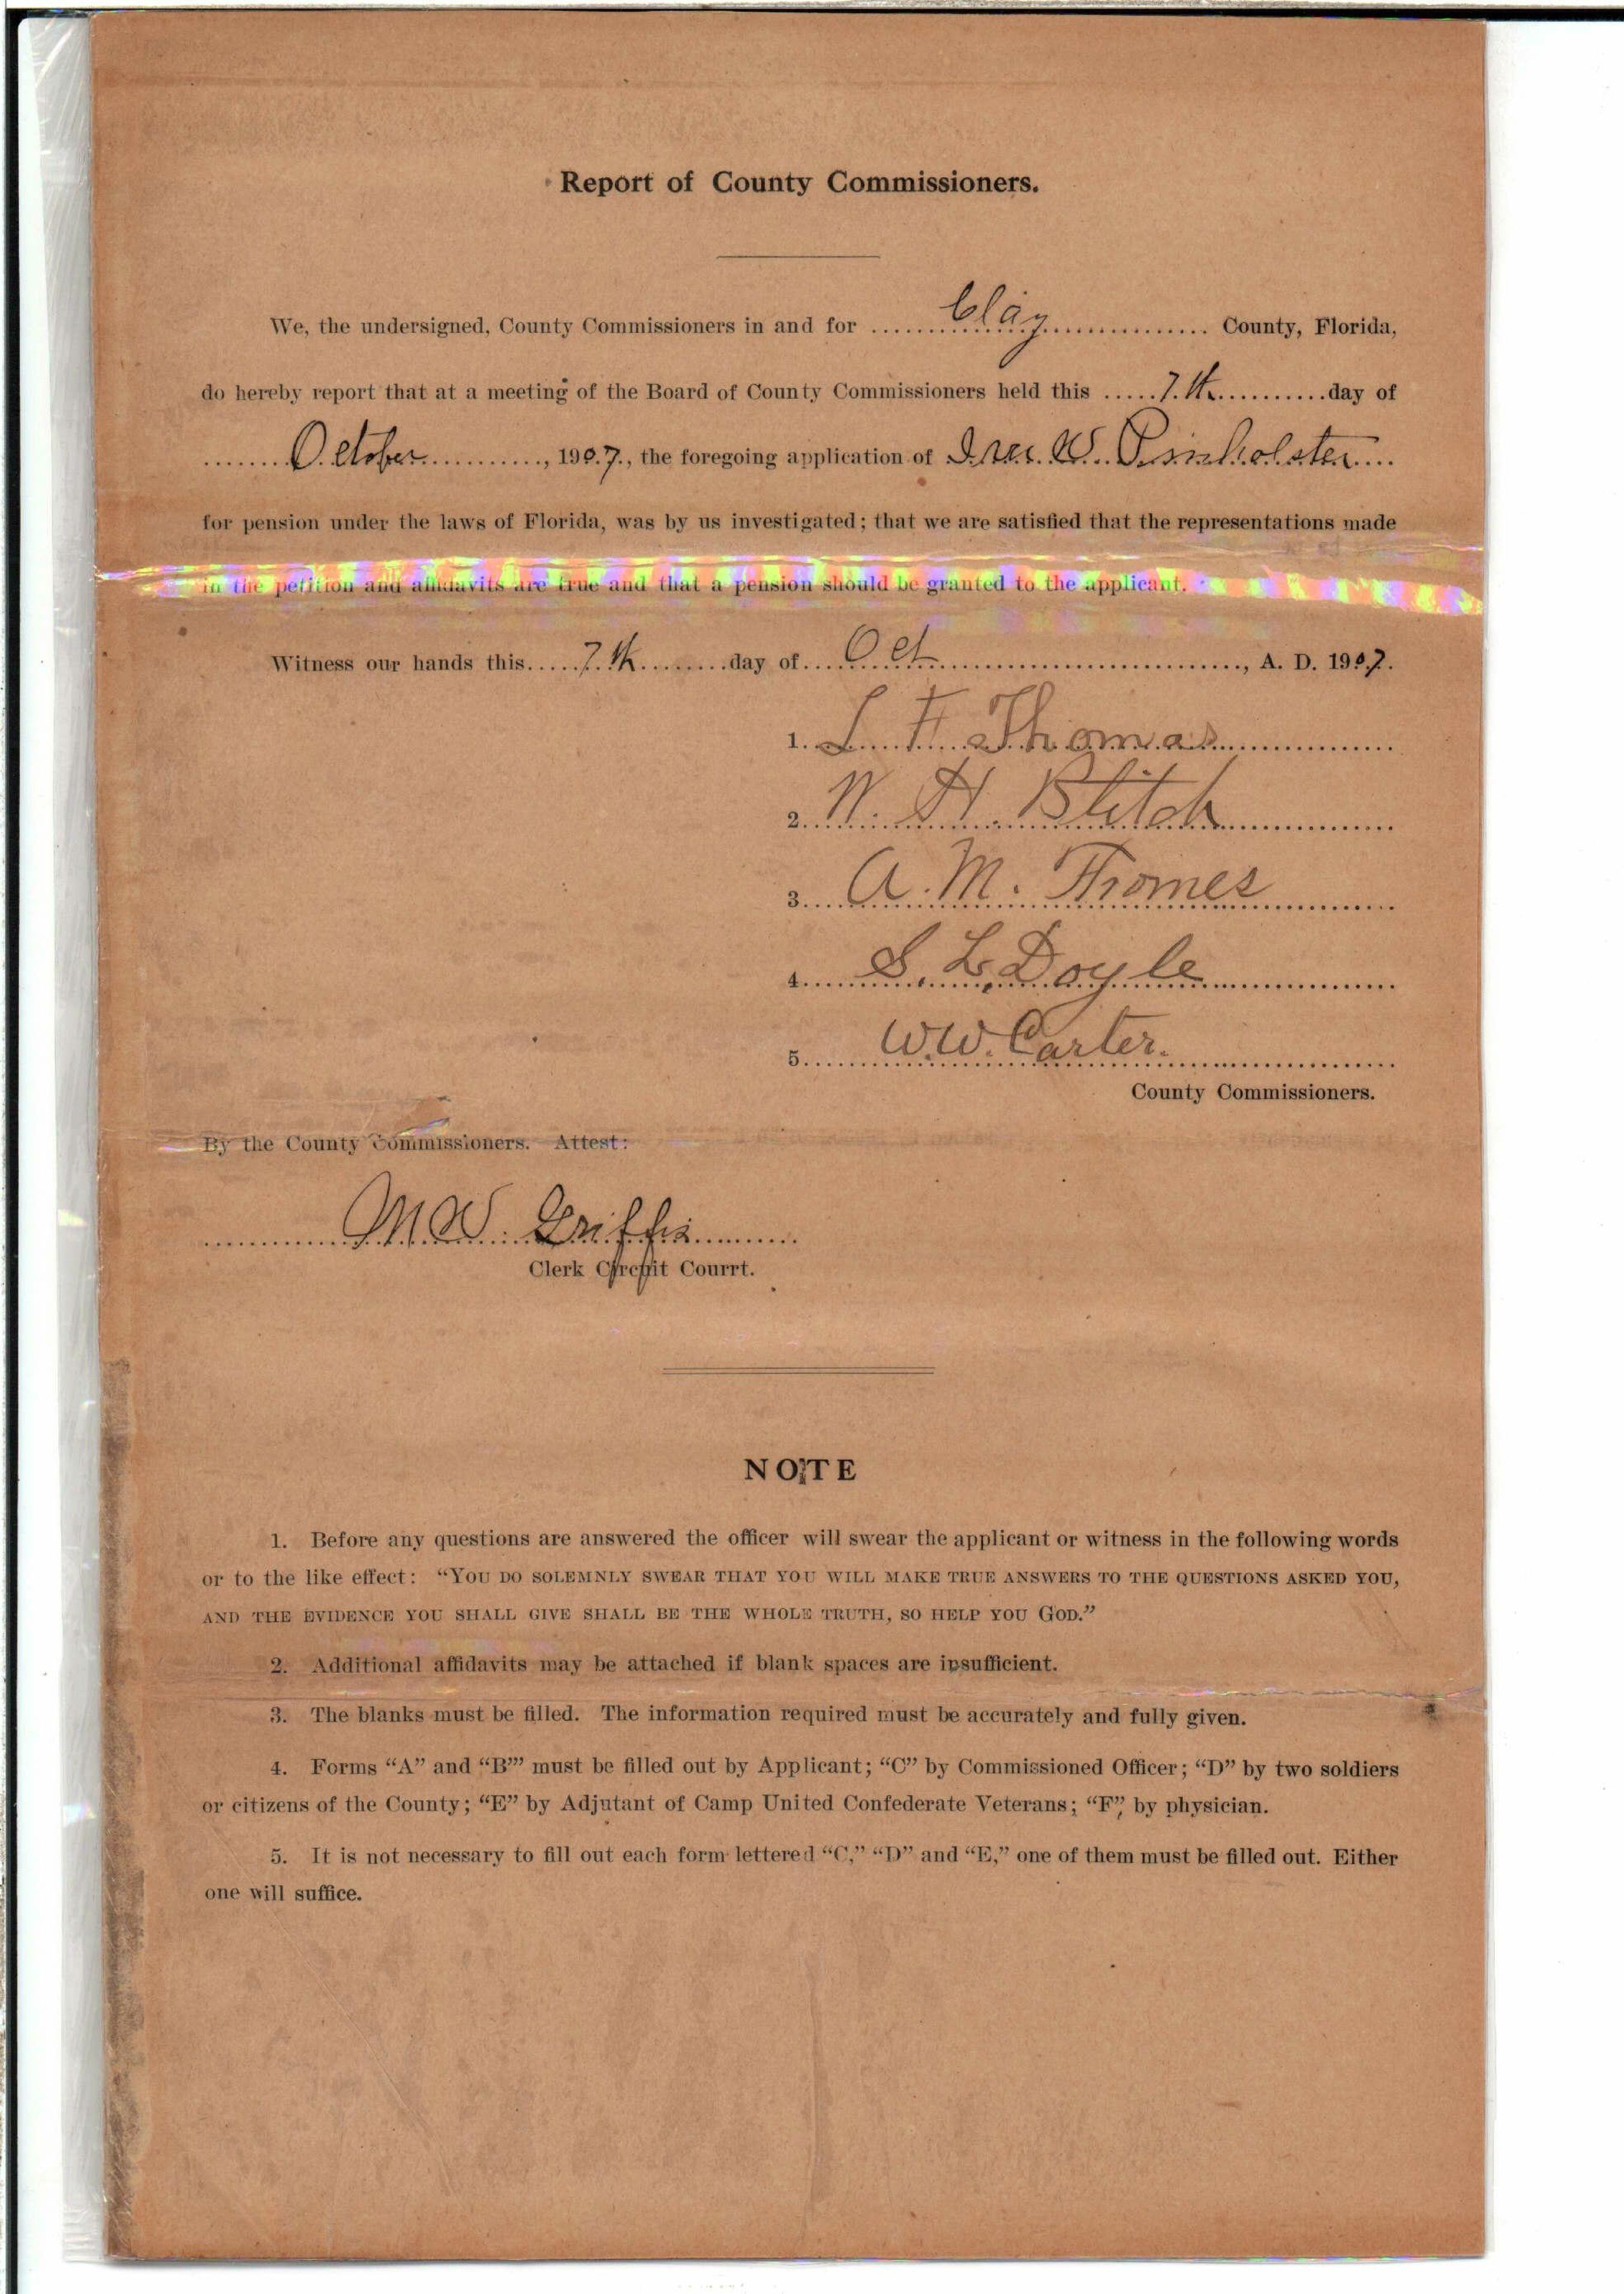 Report of County Commissioners.
We, the undersigned, County Commissioners in and for Clay County, Florida,
do hereby report that at a meeting of the Board of County Commissioners held this 7th day of
October, 1907, the foregoing application of W. Pinholster
for pension under the laws of Florida, was by us investigated; that we are satisfied that the representations made
in the petition and affidavits are true and that a pension should be granted to the applicant.
Witness our hands this 7th day of Oct, A. D. 1907.
1. L F Thomas
2. W. H. Blitch
3. A. M. Thomes
4. S. L Doyle
5. W. W. Carter.
County Commissioners.
By the County Commissioners. Attest:
M W. Griffis
Clerk Circuit Courrt.
NOTE
1. Before any questions are answered the officer will swear the applicant or witness in the following words
or to the like effect: “YOU DO SOLEMNLY SWEAR THAT YOU WILL MAKE TRUE ANSWERS TO THE QUESTIONS ASKED YOU,
AND THE EVIDENCE YOU SHALL GIVE SHALL BE THE WHOLE TRUTH, SO HELP YOU GOD.”
2. Additional affidavits may be attached if blank spaces are insufficient.
3. The blanks must be filled. The information required must be accurately and fully given.
4. Forms “A” and “B”’ must be filled out by Applicant; “C” by Commissioned Officer; “D” by two soldiers
or citizens of the County; “E” by Adjutant of Camp United Confederate Veterans; “F”, by physician.
5. It is not necessary to fill out each form lettered “C,” “D” and “E,” one of them must be filled out. Either
one will suffice.